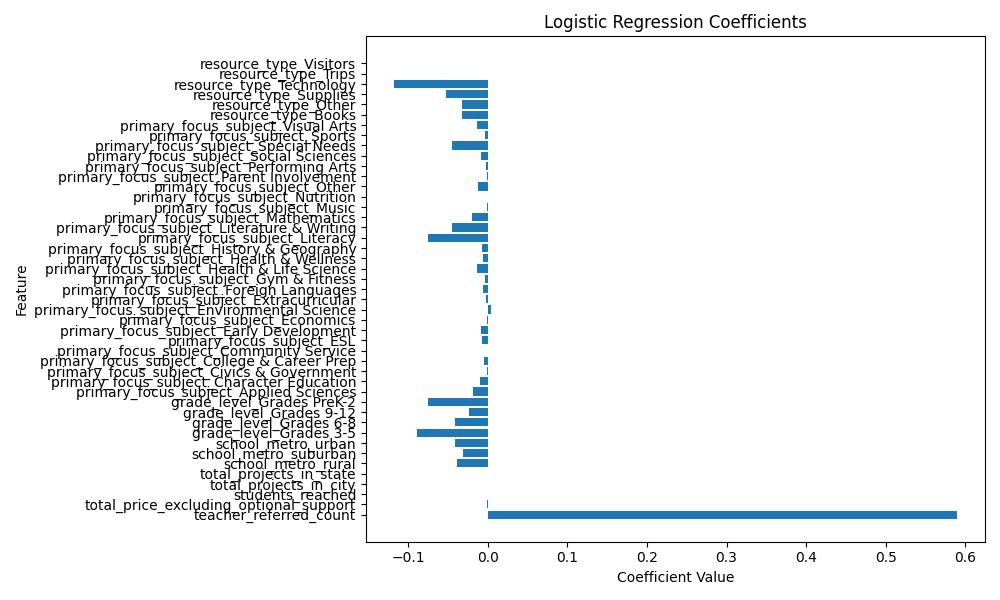 Logistic Regression Coefficients
resource_type_Visitors
resource_type_Trips
resource_type_Technology
resource_type_Supplies
resource_type_Other
resource_type_Books
primary_focus_subject_Visual Arts
primary_focus_subject_Sports
primary_focus_subject_Special Needs
primary_focus_subject_Social Sciences
primary_focus_subject_Performing Arts
primary_focus_subject_Parent Involvement
primary_focus_subject_Other
primary_focus_subject_Nutrition
primary_focus_subject_Music
primary_focus_subject_Mathematics
primary_focus_subject_Literature & Writing
primary_focus_subject_Literacy
primary_focus_subject_History & Geography
primary_focus_subject_Health & Wellness
primary_focus_subject_Health & Life Science
primary_focus_subject_Gym & Fitness
primary_focus_subject_Foreign Languages
primary_focus_subject_Extracurricular
primary_focus_subject_Environmental Science
primary_focus_subject_Economics
primary_focus_subject_Early Development
primary_focus_subject_ESL
primary_focus_subject_Community Service
primary_focus_subject_College & Career Prep
primary_focus_subject_Civics & Government
primary_focus_subject_Character Education
primary_focus_subject_Applied Sciences
grade_level_Grades PreK-2
grade_level_Grades 9-12
grade_level_Grades 6-8
grade_level_Grades 3-5
school_metro_urban
school_metro_suburban
school_metro_rural
total_projects_in_state
total_projects_in_city
students_reached
total_price_excluding_optional_support
teacher_referred_count
Feature
−0.1 0.0 0.1 0.2 0.3 0.4 0.5 0.6
Coefficient Value